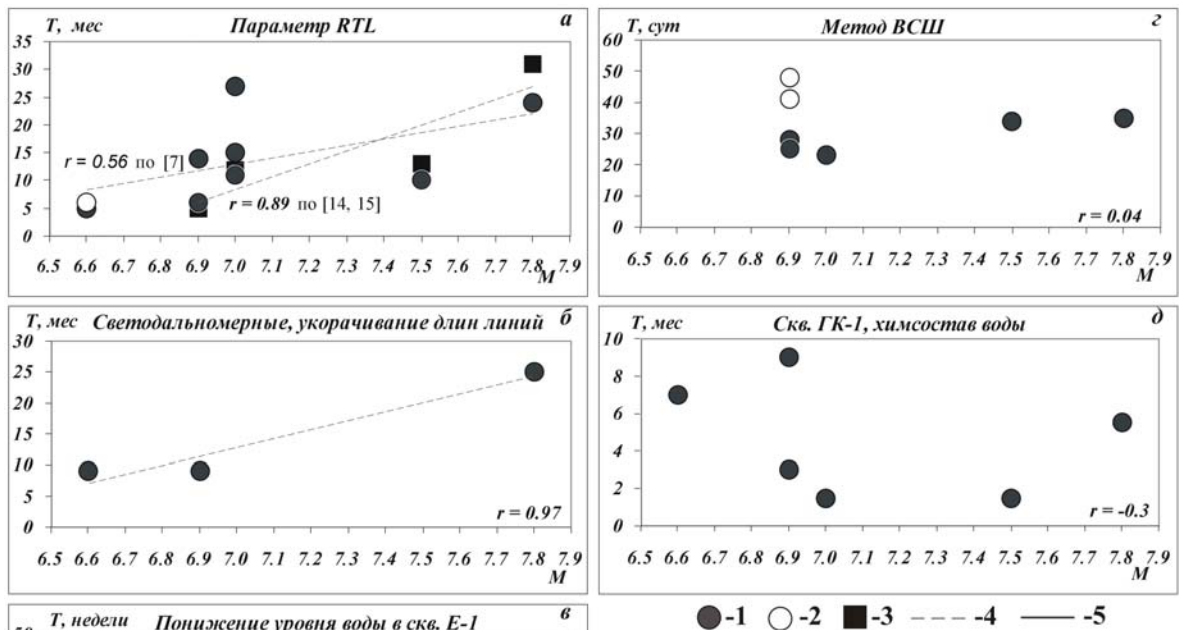 T, мес Параметр RTL а
35
30
25
20
15
10
5
0
r = 0.56 по [7]
r = 0.89 по [14, 15]
6.5 6.6 6.7 6.8 6.9 7.0 7.1 7.2 7.3 7.4 7.5 7.6 7.7 7.8 7.9
M
T, сут Метод ВСШ г
60
50
40
30
20
10
0
r = 0.04
6.5 6.6 6.7 6.8 6.9 7.0 7.1 7.2 7.3 7.4 7.5 7.6 7.7 7.8 7.9
M
T, мес Светодальномерные, укорачивание длин линий б
30
25
20
15
10
5
0
r = 0.97
6.5 6.6 6.7 6.8 6.9 7.0 7.1 7.2 7.3 7.4 7.5 7.6 7.7 7.8 7.9
M
T, мес Скв. ГК-1, химсостав воды д
10
8
6
4
2
0
r = -0.3
6.5 6.6 6.7 6.8 6.9 7.0 7.1 7.2 7.3 7.4 7.5 7.6 7.7 7.8 7.9
M
T, недели Понижение уровня воды в скв. Е-1 в
-1 -2 -3 -4 -5